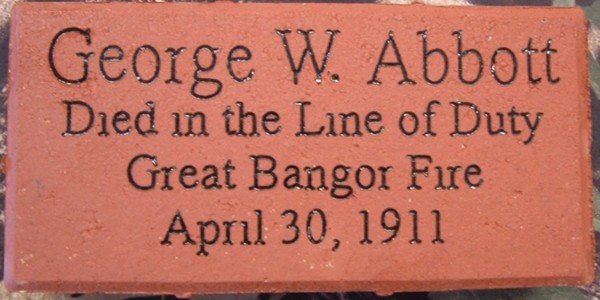 George W. Abbott
Died in the Line of Duty
Great Bangor Fire
April 30, 1911